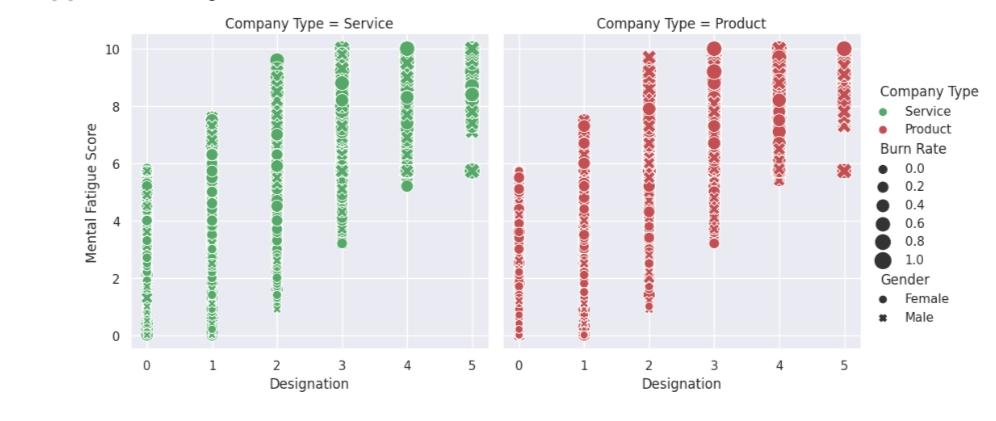 Company Type = Service
Company Type = Product
Mental Fatigue Score
10
8
6
4
2
0
0 1 2 3 4 5
0 1 2 3 4 5
Designation
Designation
Company Type
Service
Product
Burn Rate
0.0
0.2
0.4
0.6
0.8
1.0
Gender
Female
Male